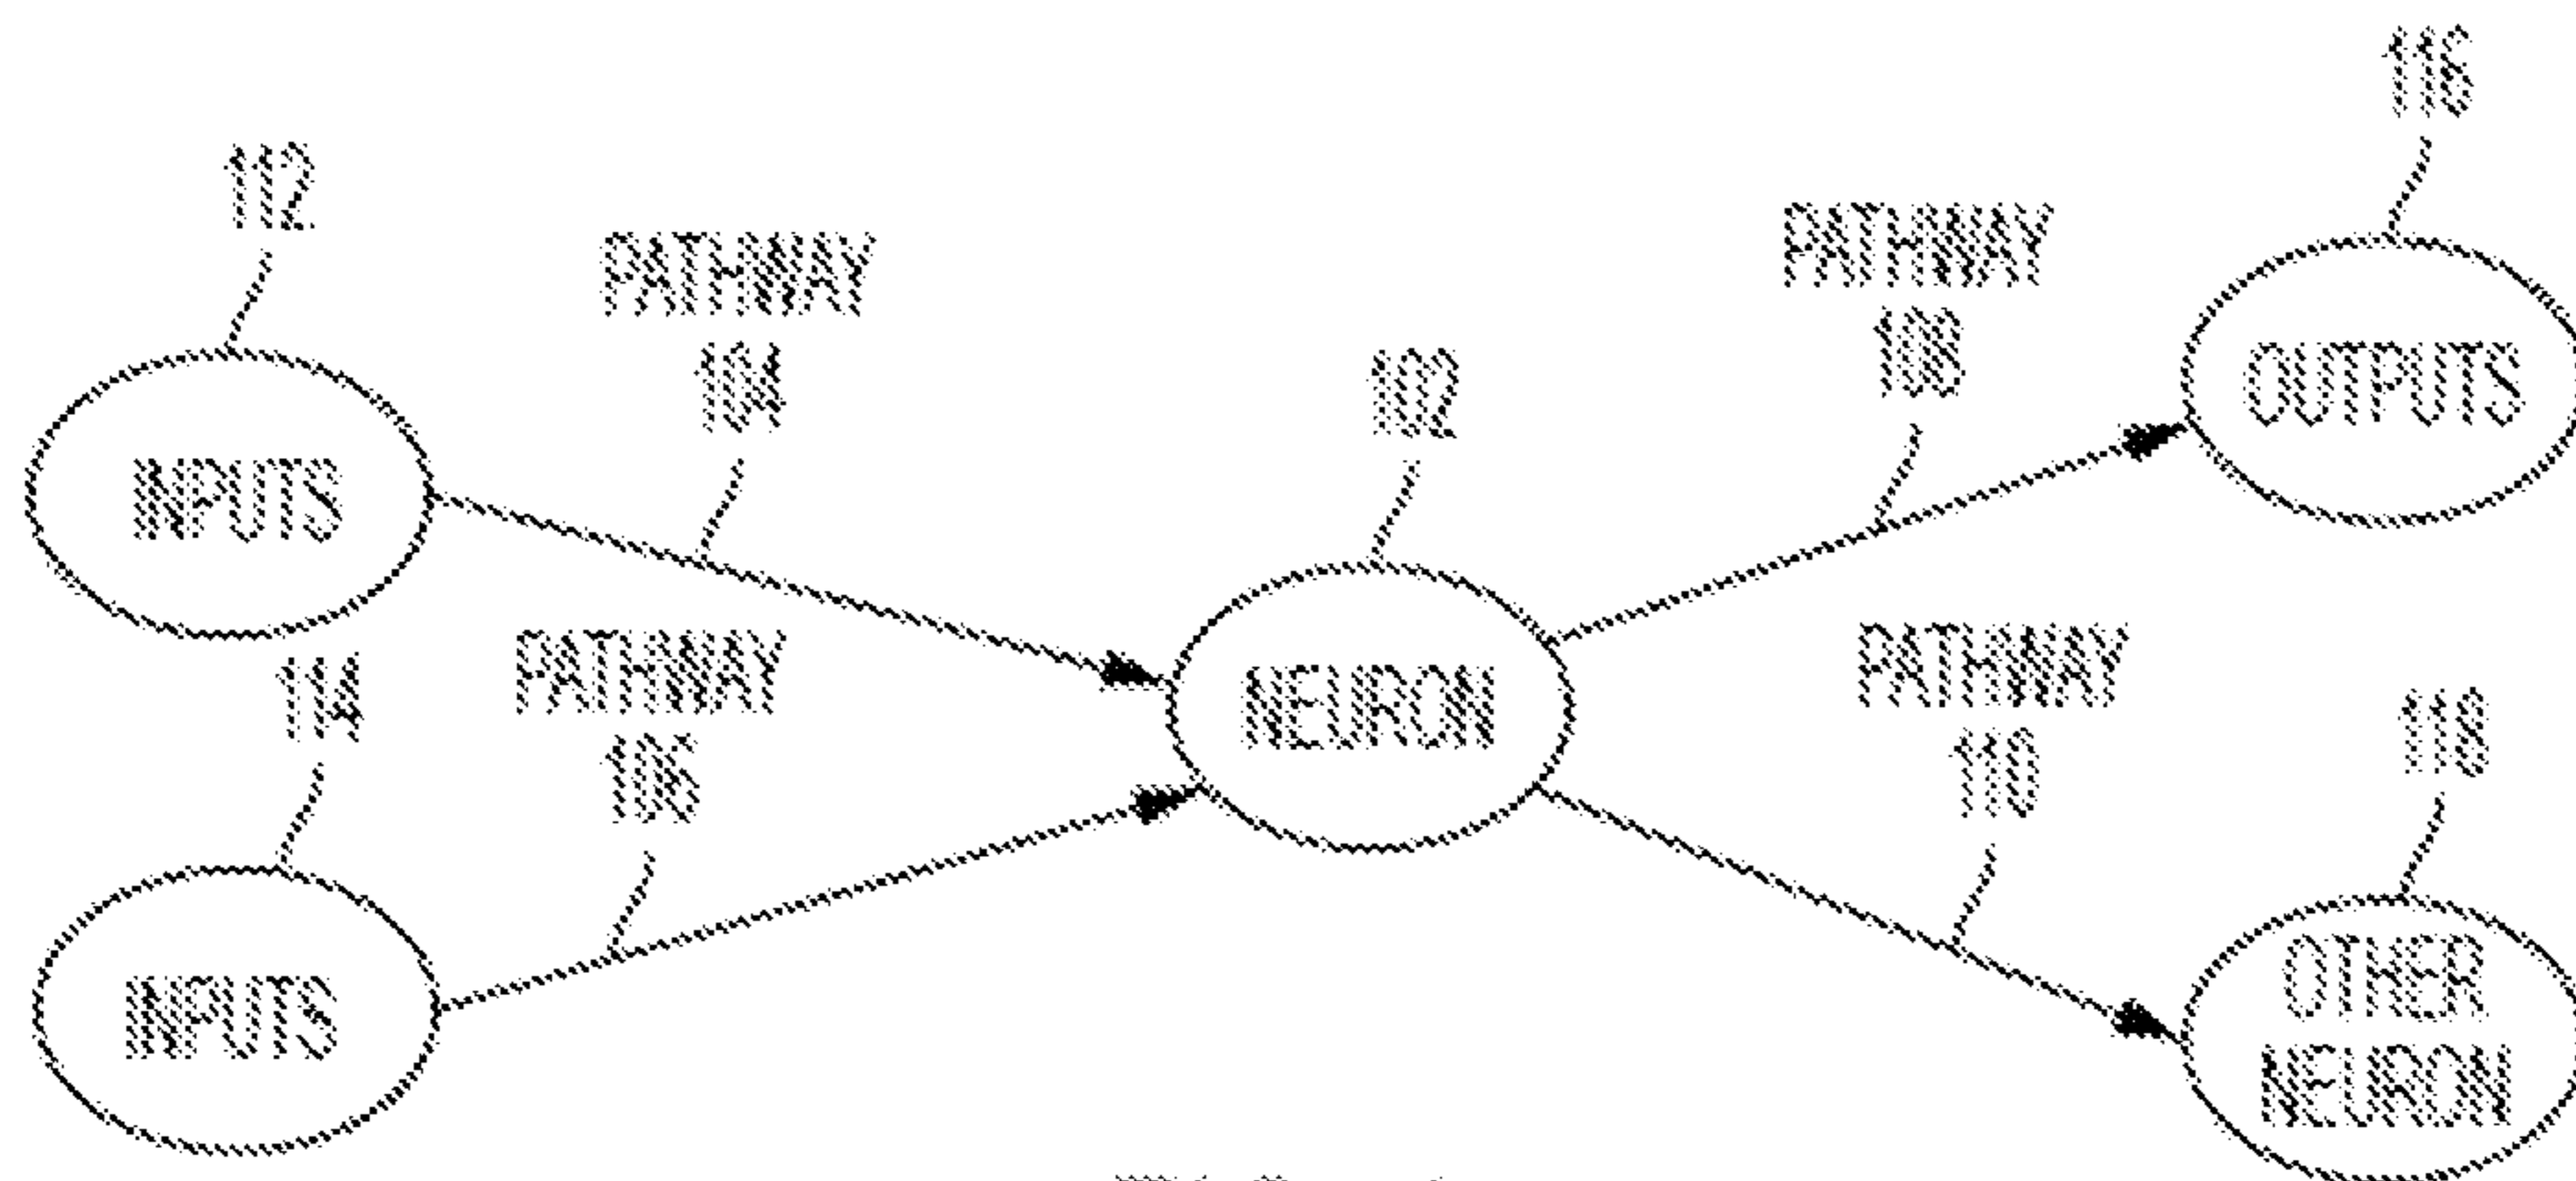 116
112
PATHWAY
104
PATHWAY
108
102
OUTPUTS
INPUTS
NEURON
114
PATHWAY
106
PATHWAY
110
118
INPUTS
OTHER
NEURON